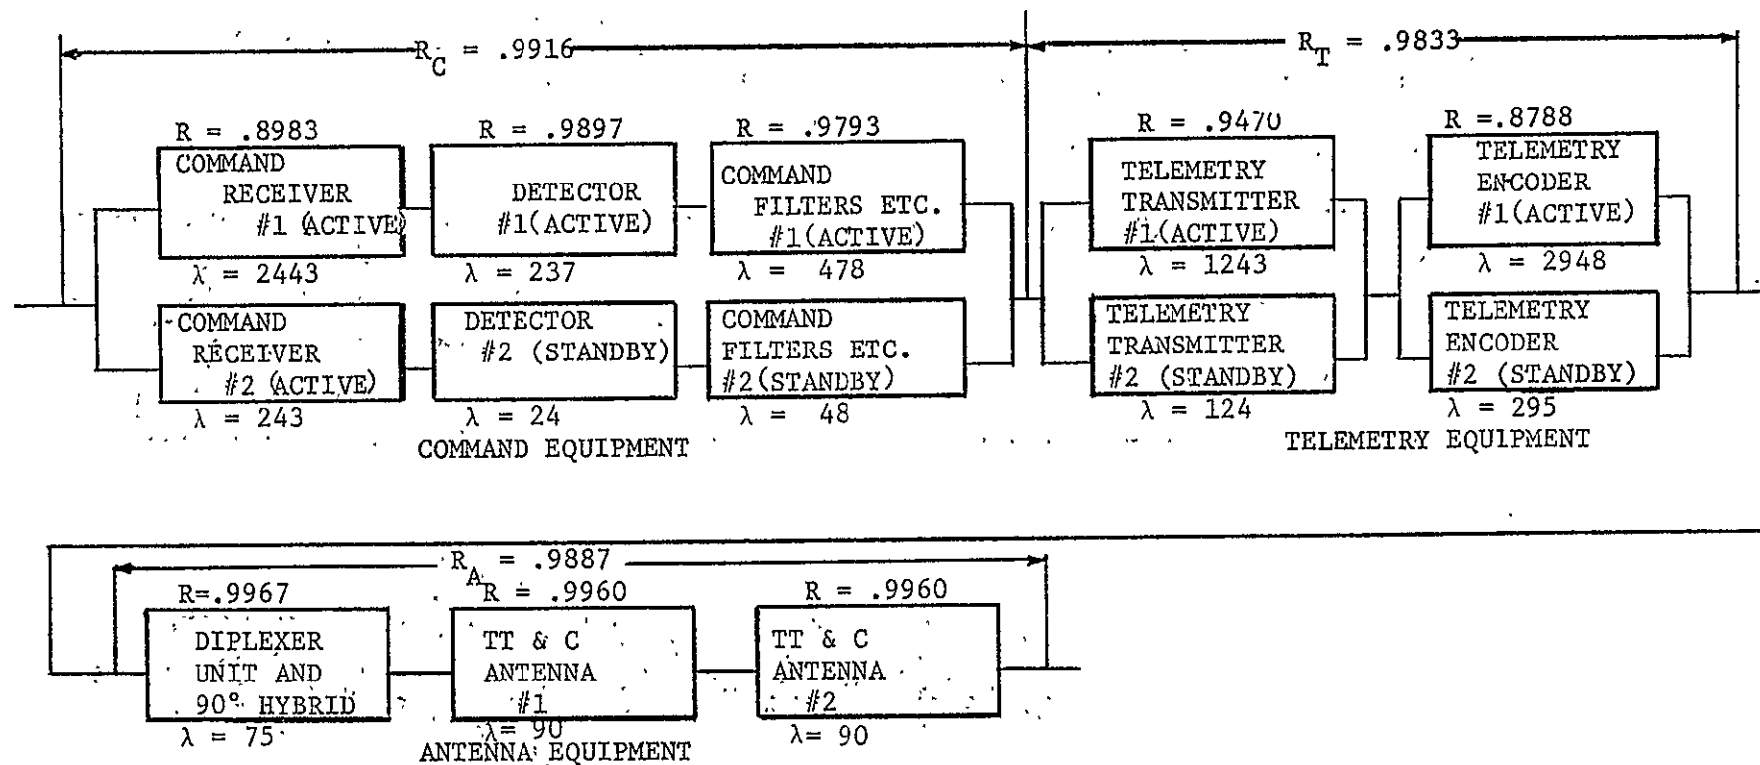 R_C = .9916
R_T = .9833
R = .8983
R = .9897
R = .9793
R = .9470
R =.8788
COMMAND
RECEIVER
#1 (ACTIVE)
DETECTOR
#1(ACTIVE)
COMMAND
FILTERS ETC.
#1(ACTIVE)
TELEMETRY
TRANSMITTER
#1(ACTIVE)
TELEMETRY
ENCODER
#1(ACTIVE)
λ = 2443
λ = 237
λ = 478
λ = 1243
λ = 2948
COMMAND
RECEIVER
#2 (ACTIVE)
DETECTOR
#2 (STANDBY)
COMMAND
FILTERS ETC.
#2(STANDBY)
TELEMETRY
TRANSMITTER
#2 (STANDBY)
TELEMETRY
ENCODER
#2 (STANDBY)
λ = 243
λ = 24
λ = 48
λ = 124
λ = 295
COMMAND EQUIPMENT
TELEMETRY EQUIPMENT
R_A = .9887
R=.9967
R = .9960
R = .9960
DIPLEXER
UNIT AND
90° HYBRID
TT & C
ANTENNA
#1
TT & C
ANTENNA
#2
λ = 75
λ= 90
λ= 90
ANTENNA EQUIPMENT